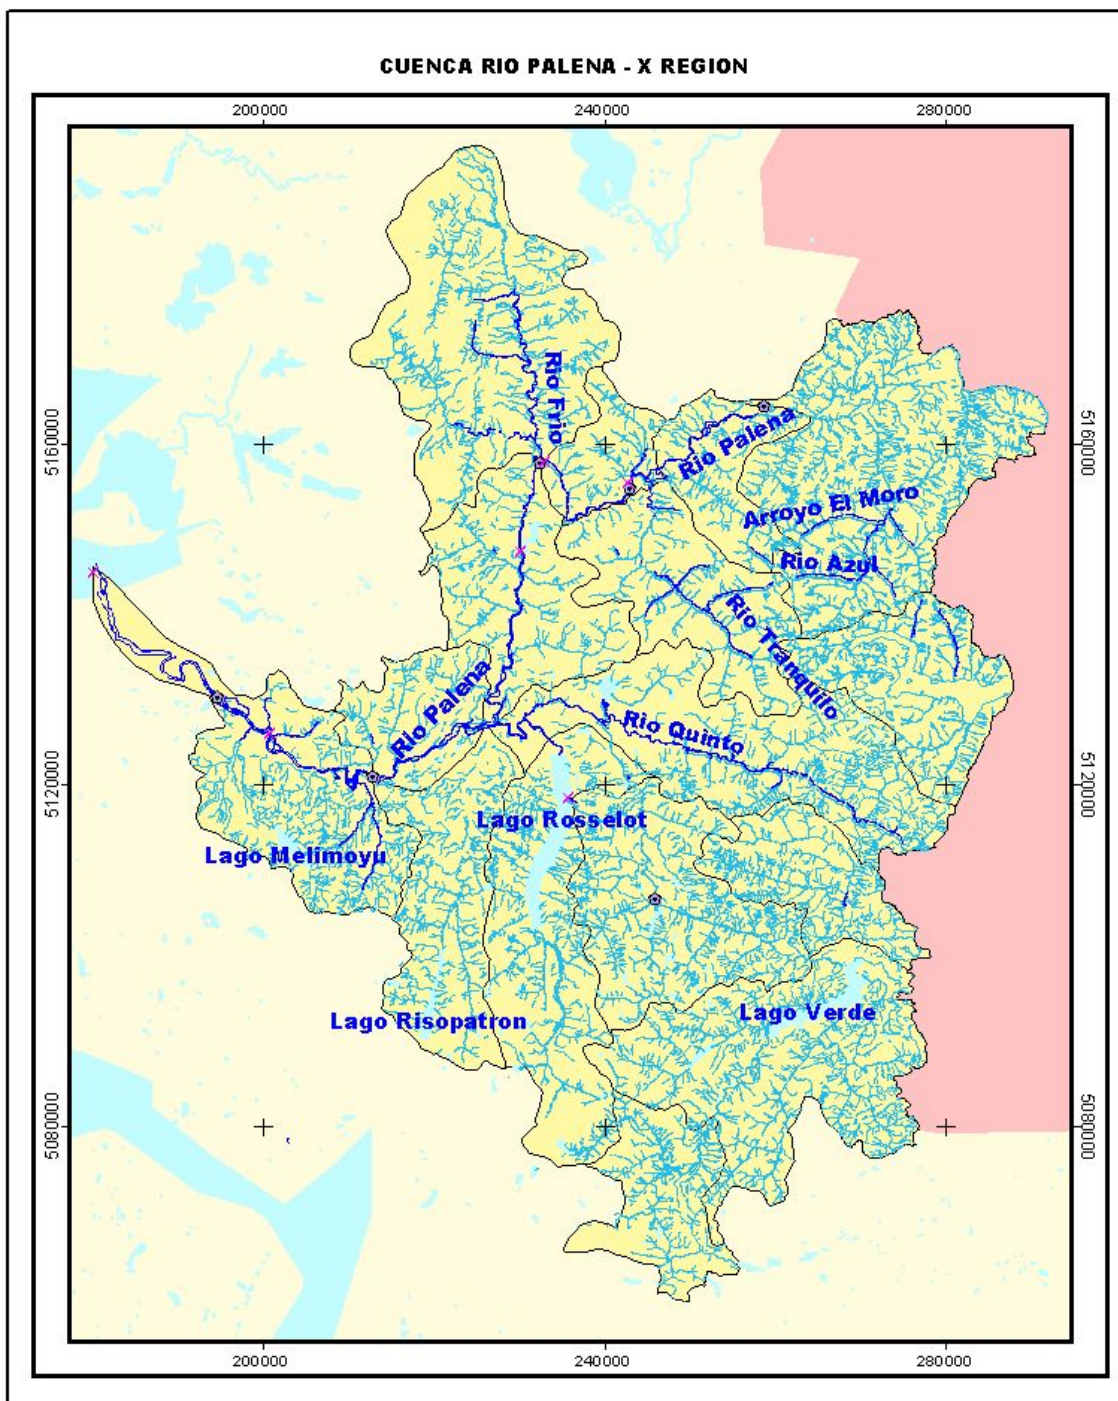 CUENCA RIO PALENA - X REGION
200000 240000 280000
Rio Frio
5160000 5160000
Rio Palena
Arroyo El Moro
Rio Azul
Rio Tranquilo
Rio Palena
Rio Quinto
5120000 5120000
Lago Rosselot
Lago Melimoyu
Lago Verde
Lago Risopatron
5080000 5080000
200000 240000 280000